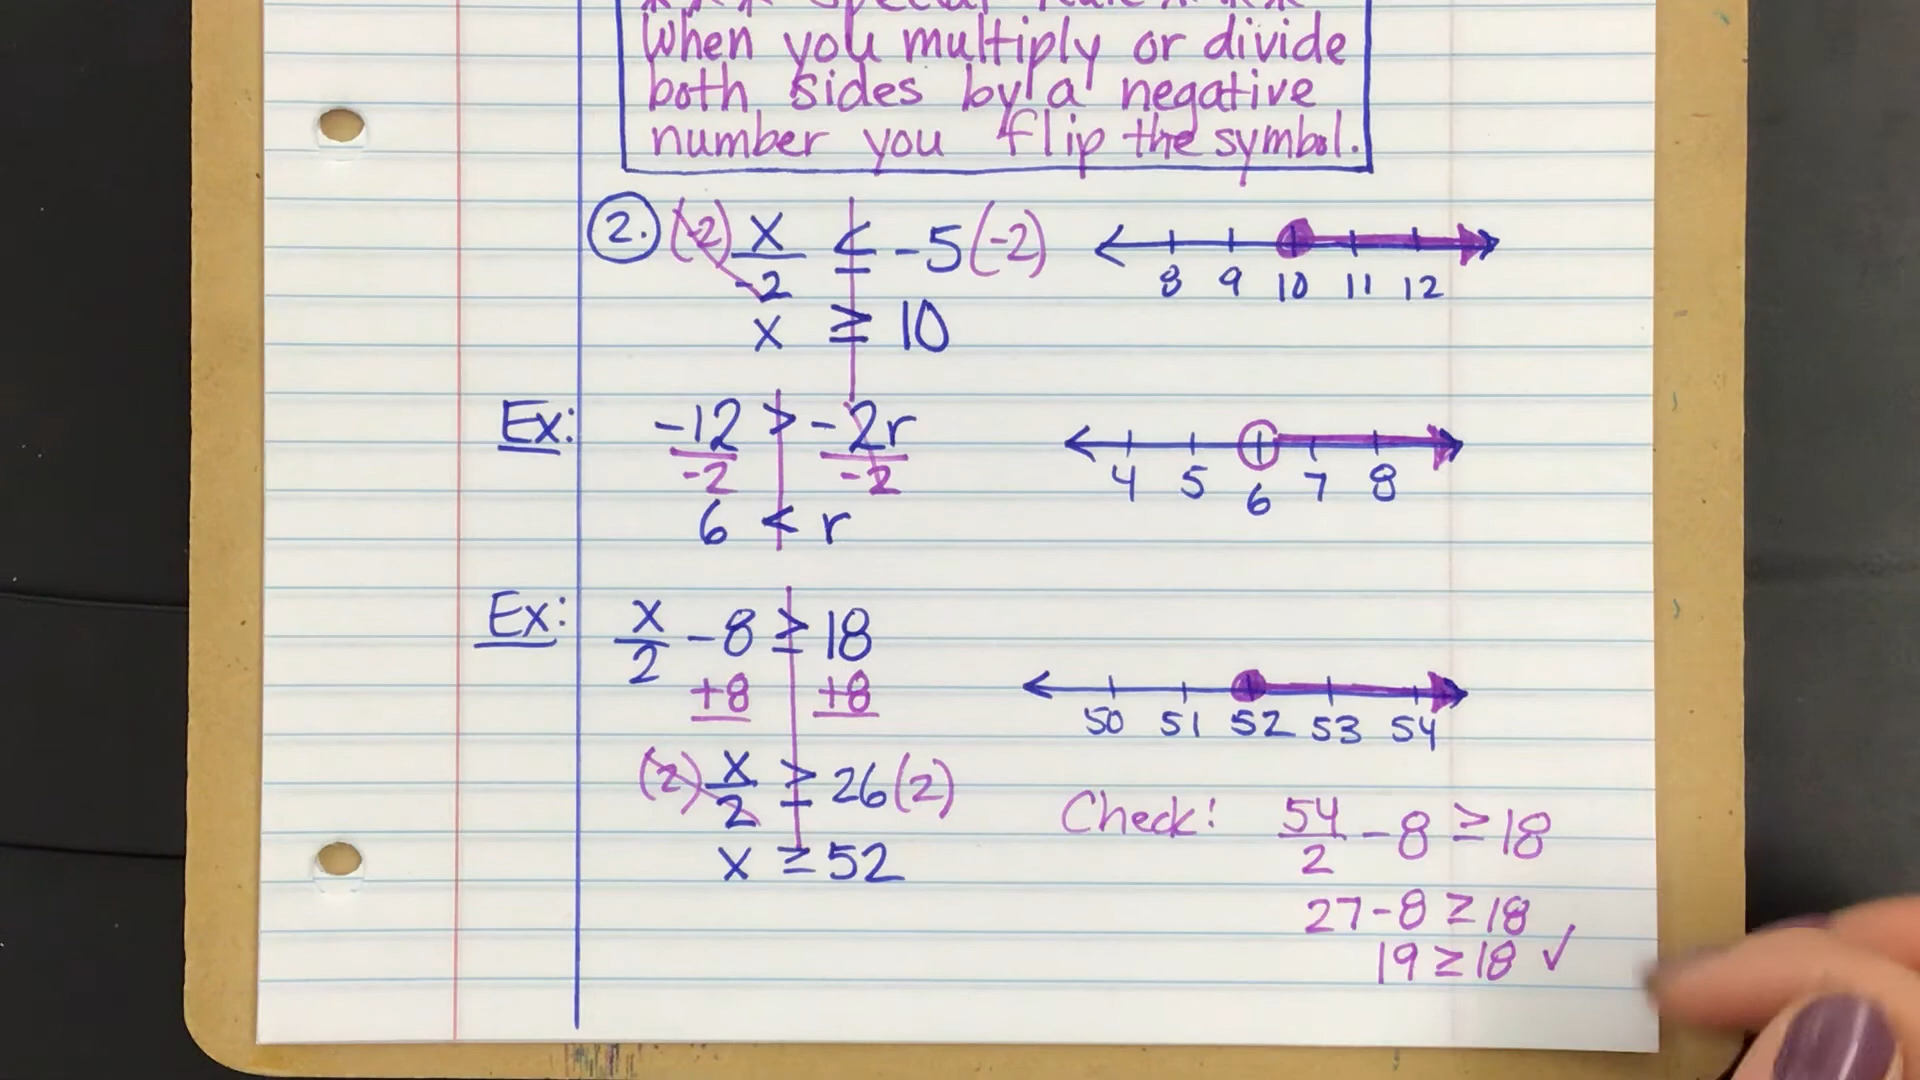 When you multiply or divide
both sides by a negative
number you flip the symbol.
2. (-2) x/-2 ≤ -5 (-2)
8 9 10 11 12
x ≥ 10
Ex: -12 > -2r
-2 -2
4 5 6 7 8
6 < r
Ex: x/2 - 8 ≥ 18
+8 +8
50 51 52 53 54
(2) x/2 ≥ 26 (2)
x ≥ 52
Check: 54/2 - 8 ≥ 18
27 - 8 ≥ 18
19 ≥ 18 ✓